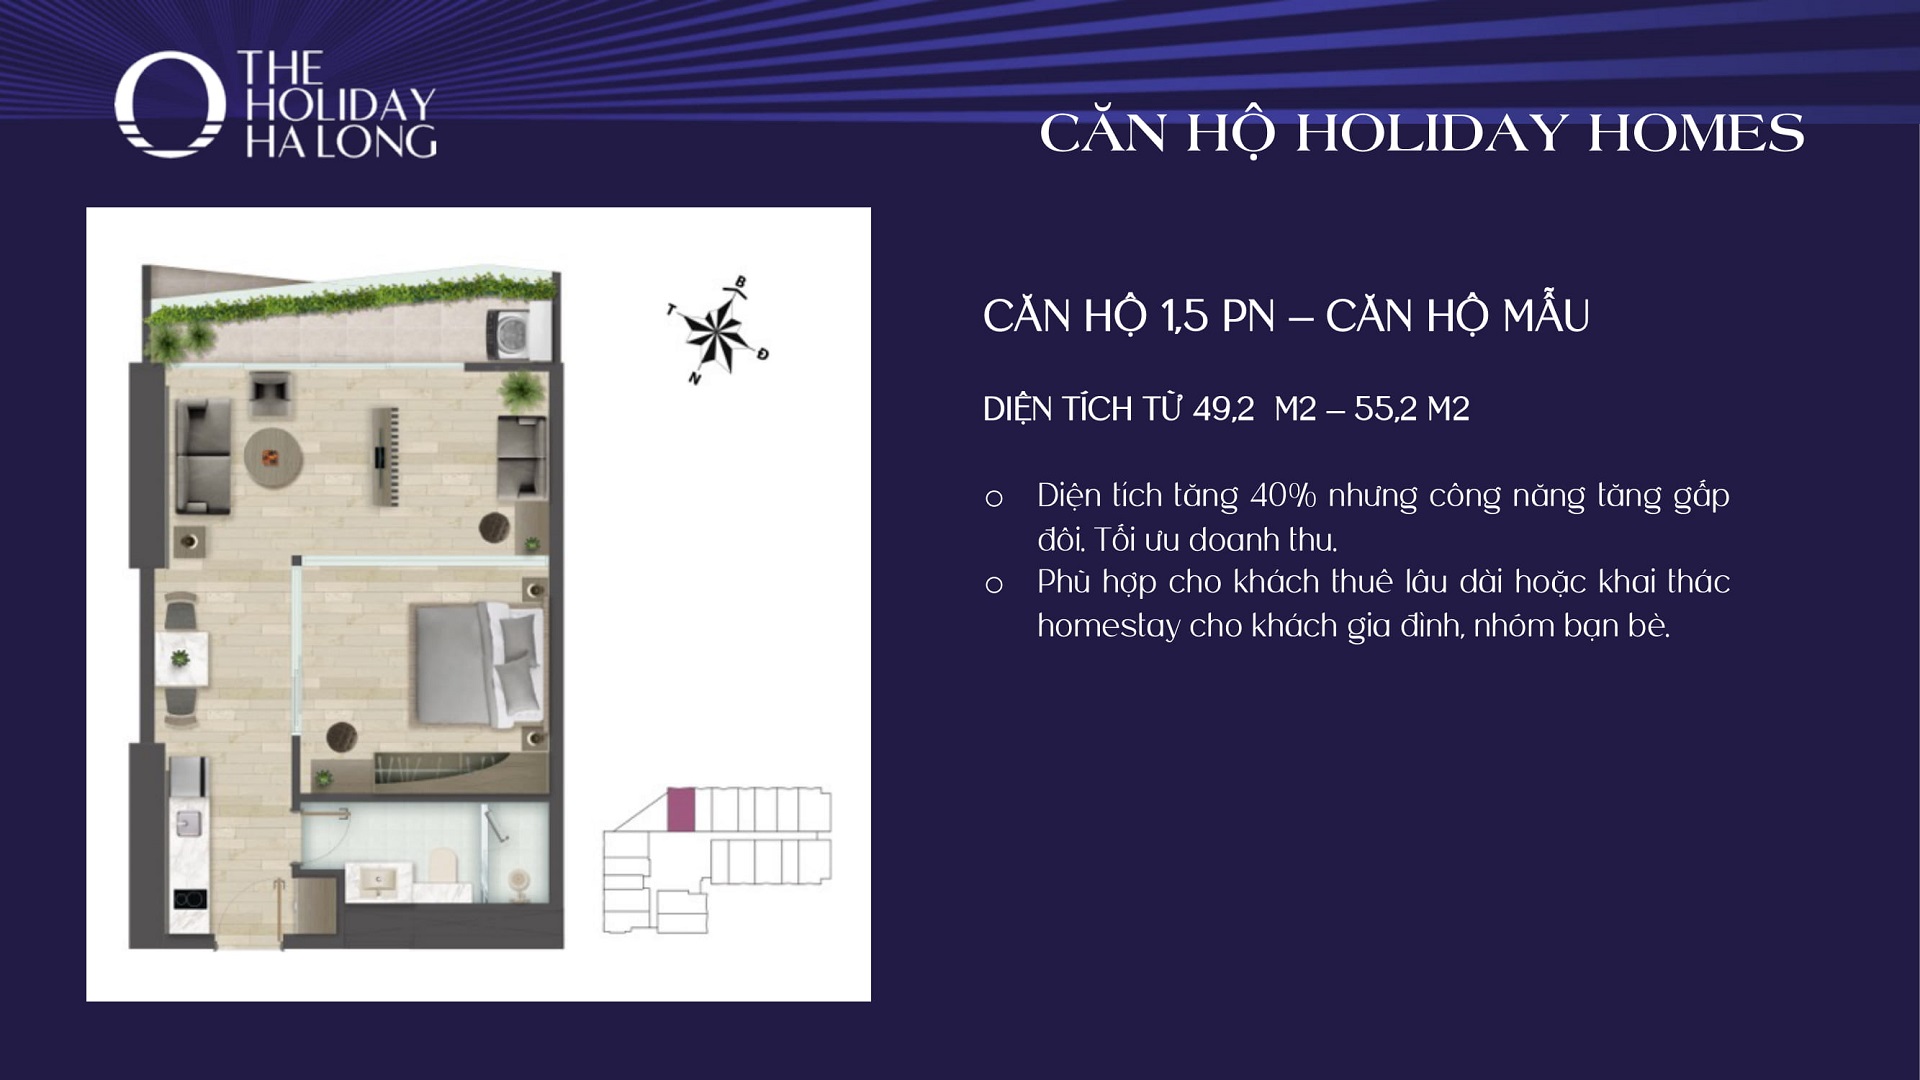 THE
HOLIDAY
HA LONG
CĂN HỘ HOLIDAY HOMES
B
T
Đ
N
CĂN HỘ 1,5 PN – CĂN HỘ MẪU
DIỆN TÍCH TỪ 49,2 M2 – 55,2 M2
o Diện tích tăng 40% nhưng công năng tăng gấp
đôi. Tối ưu doanh thu.
o Phù hợp cho khách thuê lâu dài hoặc khai thác
homestay cho khách gia đình, nhóm bạn bè.